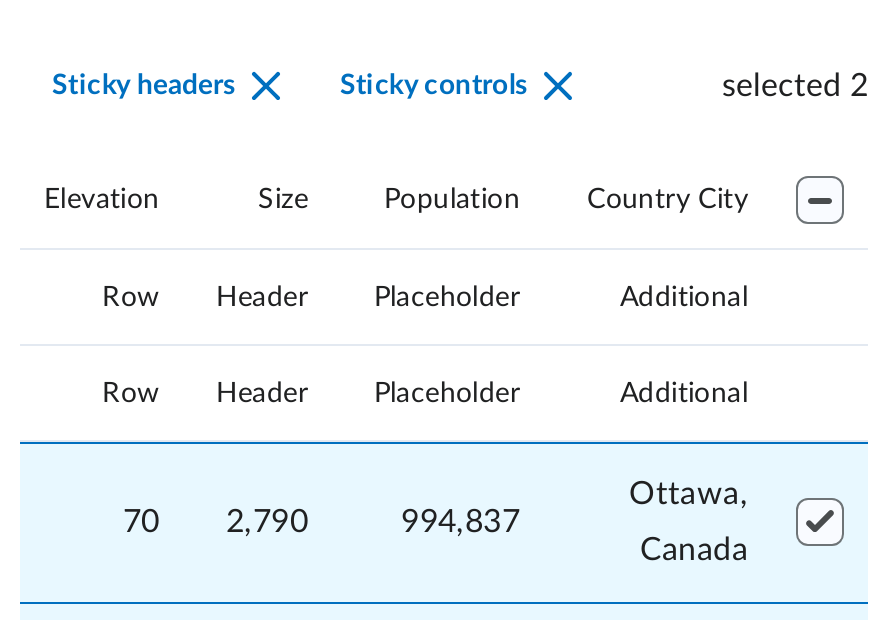 Sticky headers Sticky controls selected 2
Elevation Size Population Country City
Row Header Placeholder Additional
Row Header Placeholder Additional
70 2,790 994,837 Ottawa,
Canada